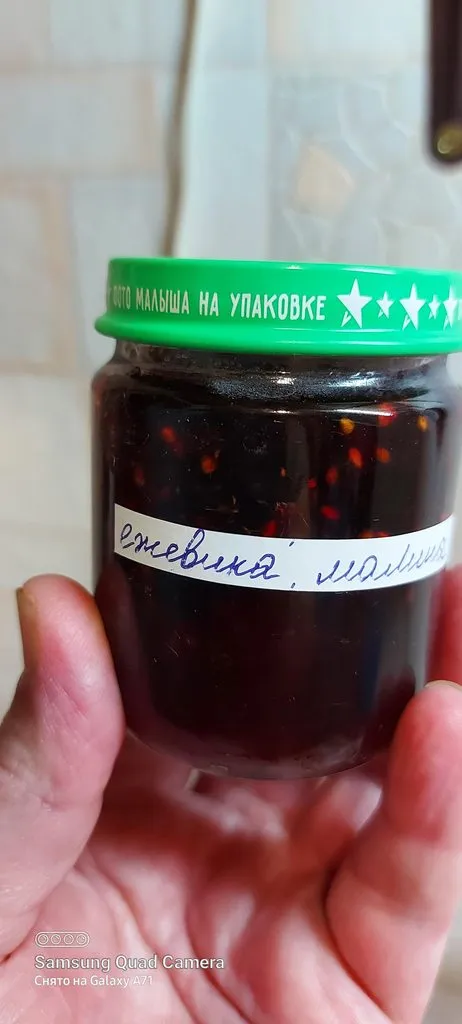 ФОТО МАЛЫША НА УПАКОВКЕ
ежевика, малина
Samsung Quad Camera
Снято на Galaxy A71